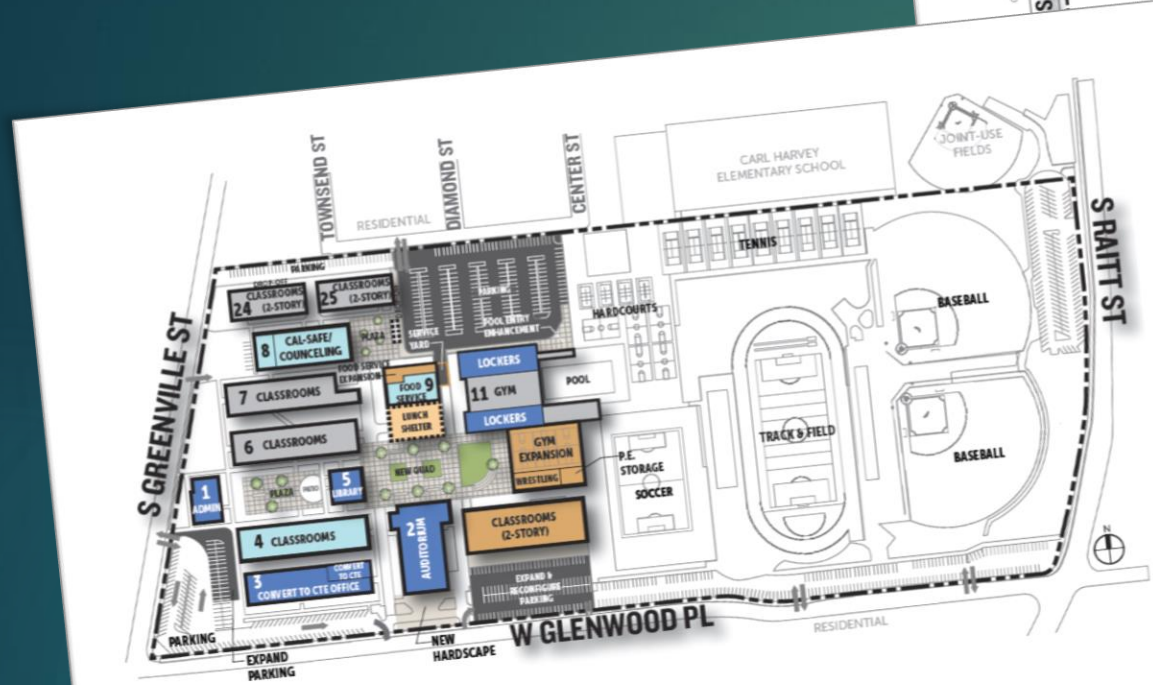 S
TOWNSEND ST
DIAMOND ST
CENTER ST
RESIDENTIAL
CARL HARVEY
ELEMENTARY SCHOOL
JOINT-USE
FIELDS
S RAITT ST
S GREENVILLE ST
PARKING
DROP-OFF
24 CLASSROOMS
(2-STORY)
25 CLASSROOMS
(2-STORY)
PARKING
TENNIS
BASEBALL
HARDCOURTS
POOL ENTRY
ENHANCEMENT
SERVICE
YARD
PLAZA
8 CAL-SAFE/
COUNCELING
FOOD SERVICE
EXPANSION
FOOD 9
SERVICE
LUNCH
SHELTER
LOCKERS
11 GYM
LOCKERS
POOL
7 CLASSROOMS
6 CLASSROOMS
GYM
EXPANSION
WRESTLING
P.E.
STORAGE
SOCCER
TRACK & FIELD
BASEBALL
1
ADMIN
PLAZA
5
LIBRARY
NEW QUAD
4 CLASSROOMS
2
AUDITORIUM
CLASSROOMS
(2-STORY)
3
CONVERT
TO CTE
CONVERT TO CTE OFFICE
EXPAND &
RECONFIGURE
PARKING
N
PARKING
EXPAND
PARKING
NEW
HARDSCAPE
W GLENWOOD PL
RESIDENTIAL